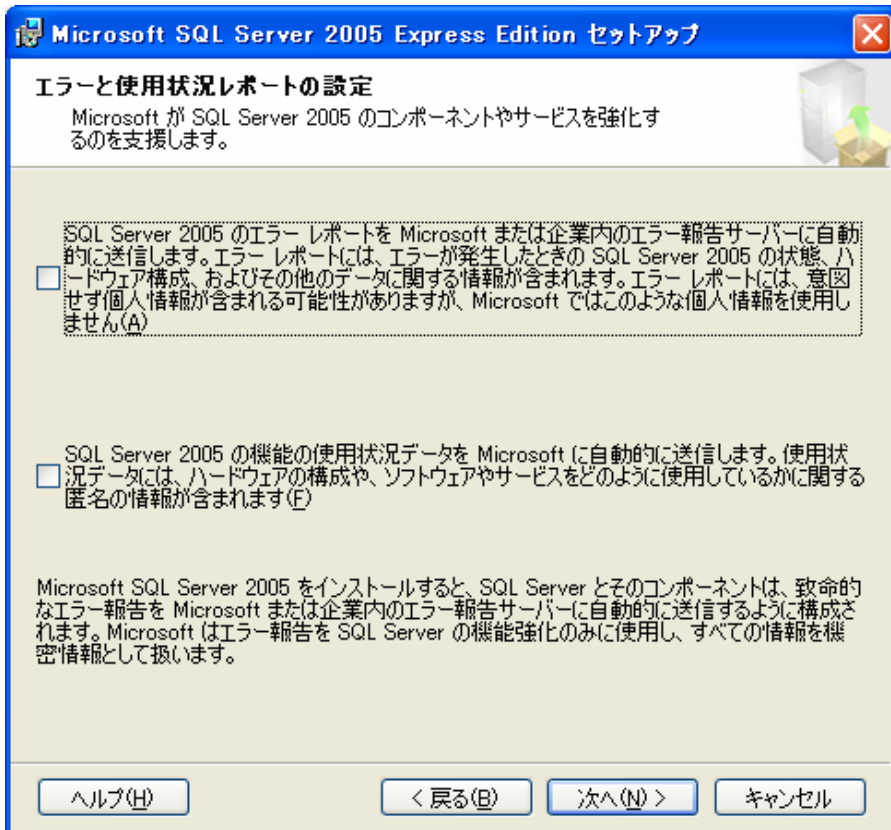 Microsoft SQL Server 2005 Express Edition セットアップ
エラーと使用状況レポートの設定
Microsoft が SQL Server 2005 のコンポーネントやサービスを強化す
るのを支援します。
SQL Server 2005 のエラー レポートを Microsoft または企業内のエラー報告サーバーに自動
的に送信します。エラー レポートには、エラーが発生したときの SQL Server 2005 の状態、ハ
ードウェア構成、およびその他のデータに関する情報が含まれます。エラー レポートには、意図
せず個人情報が含まれる可能性がありますが、Microsoft ではこのような個人情報を使用し
ません(A)
SQL Server 2005 の機能の使用状況データを Microsoft に自動的に送信します。使用状
況データには、ハードウェアの構成や、ソフトウェアやサービスをどのように使用しているかに関する
匿名の情報が含まれます(F)
Microsoft SQL Server 2005 をインストールすると、SQL Server とそのコンポーネントは、致命的
なエラー報告を Microsoft または企業内のエラー報告サーバーに自動的に送信するように構成さ
れます。Microsoft はエラー報告を SQL Server の機能強化のみに使用し、すべての情報を機
密情報として扱います。
ヘルプ(H)
< 戻る(B)
次へ(N) >
キャンセル